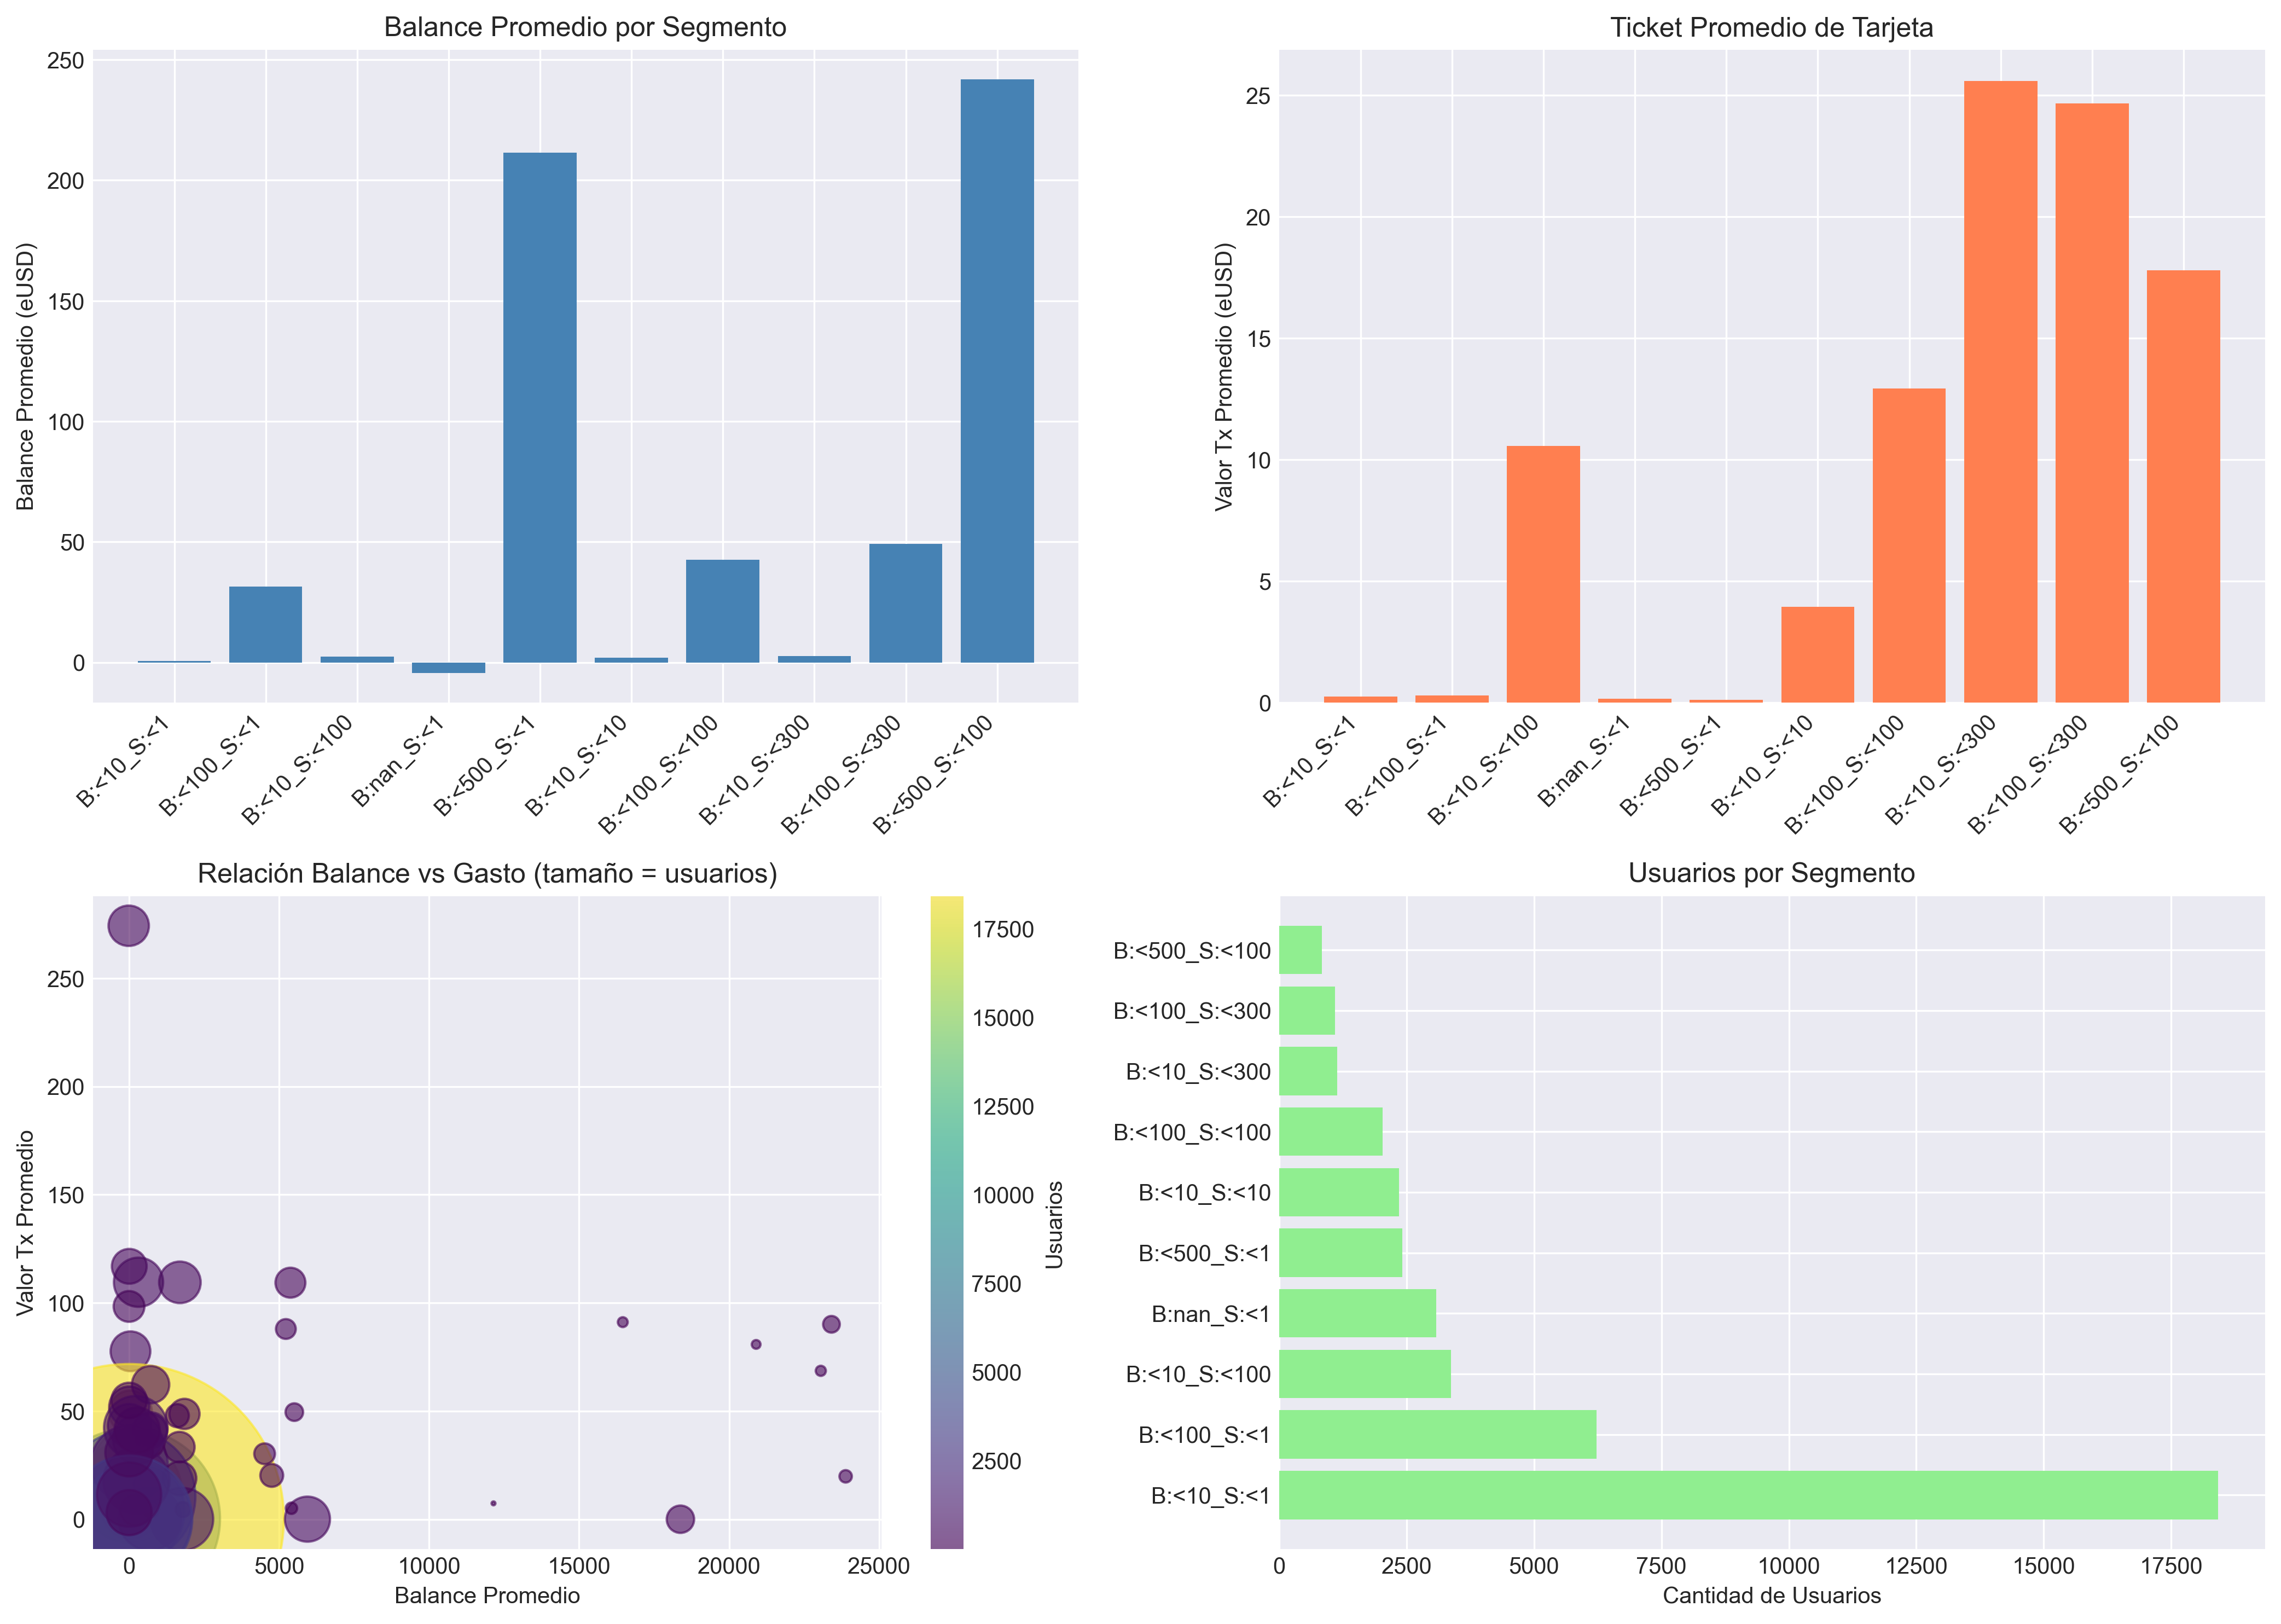 Balance Promedio por Segmento
Balance Promedio (eUSD)
250
200
150
100
50
0
B:<10_S:<1
B:<100_S:<1
B:<10_S:<100
B:nan_S:<1
B:<500_S:<1
B:<10_S:<10
B:<100_S:<100
B:<10_S:<300
B:<100_S:<300
B:<500_S:<100
Ticket Promedio de Tarjeta
Valor Tx Promedio (eUSD)
25
20
15
10
5
0
B:<10_S:<1
B:<100_S:<1
B:<10_S:<100
B:nan_S:<1
B:<500_S:<1
B:<10_S:<10
B:<100_S:<100
B:<10_S:<300
B:<100_S:<300
B:<500_S:<100
Relación Balance vs Gasto (tamaño = usuarios)
Valor Tx Promedio
250
200
150
100
50
0
0
5000
10000
15000
20000
25000
Balance Promedio
17500
15000
12500
10000
7500
5000
2500
Usuarios
Usuarios por Segmento
B:<500_S:<100
B:<100_S:<300
B:<10_S:<300
B:<100_S:<100
B:<10_S:<10
B:<500_S:<1
B:nan_S:<1
B:<10_S:<100
B:<100_S:<1
B:<10_S:<1
0
2500
5000
7500
10000
12500
15000
17500
Cantidad de Usuarios